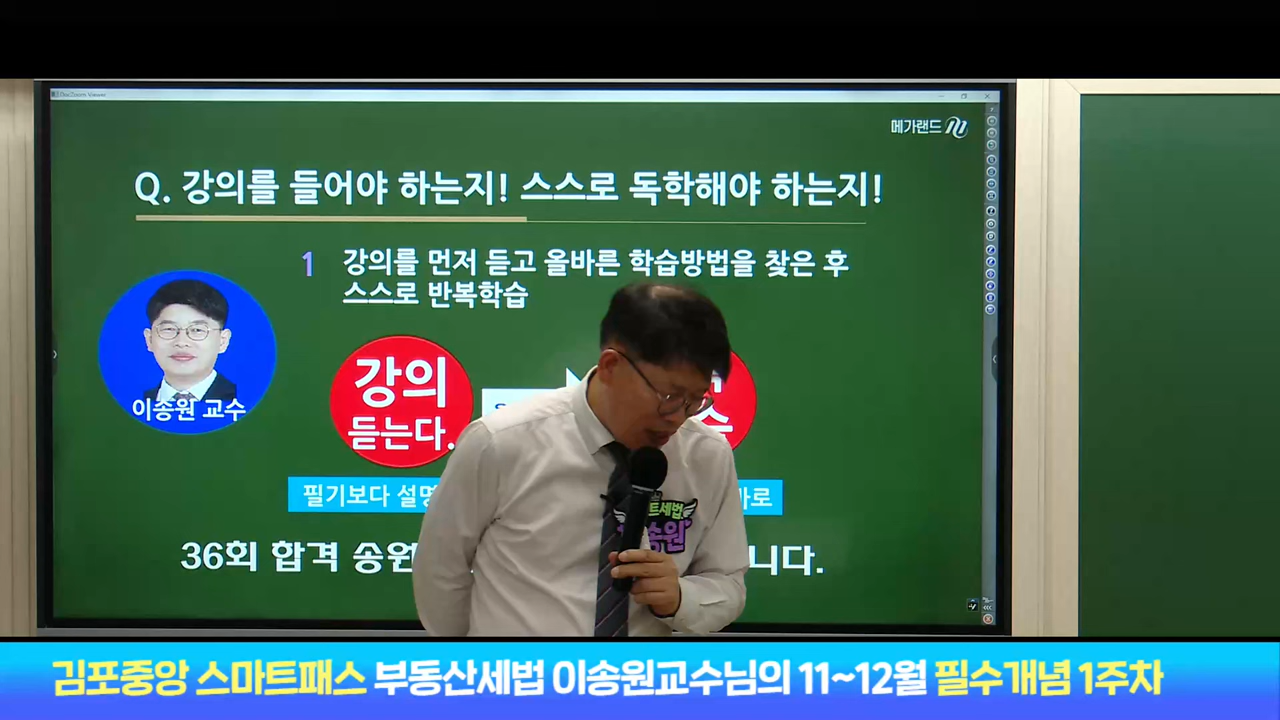 메가랜드
Q. 강의를 들어야 하는지! 스스로 독학해야 하는지!
1 강의를 먼저 듣고 올바른 학습방법을 찾은 후
스스로 반복학습
이송원 교수
강의
듣는다.
필기보다 설명
바로
36회 합격 송원 니다.
트세법
송원
김포중앙 스마트패스 부동산세법 이송원교수님의 11~12월 필수개념 1주차